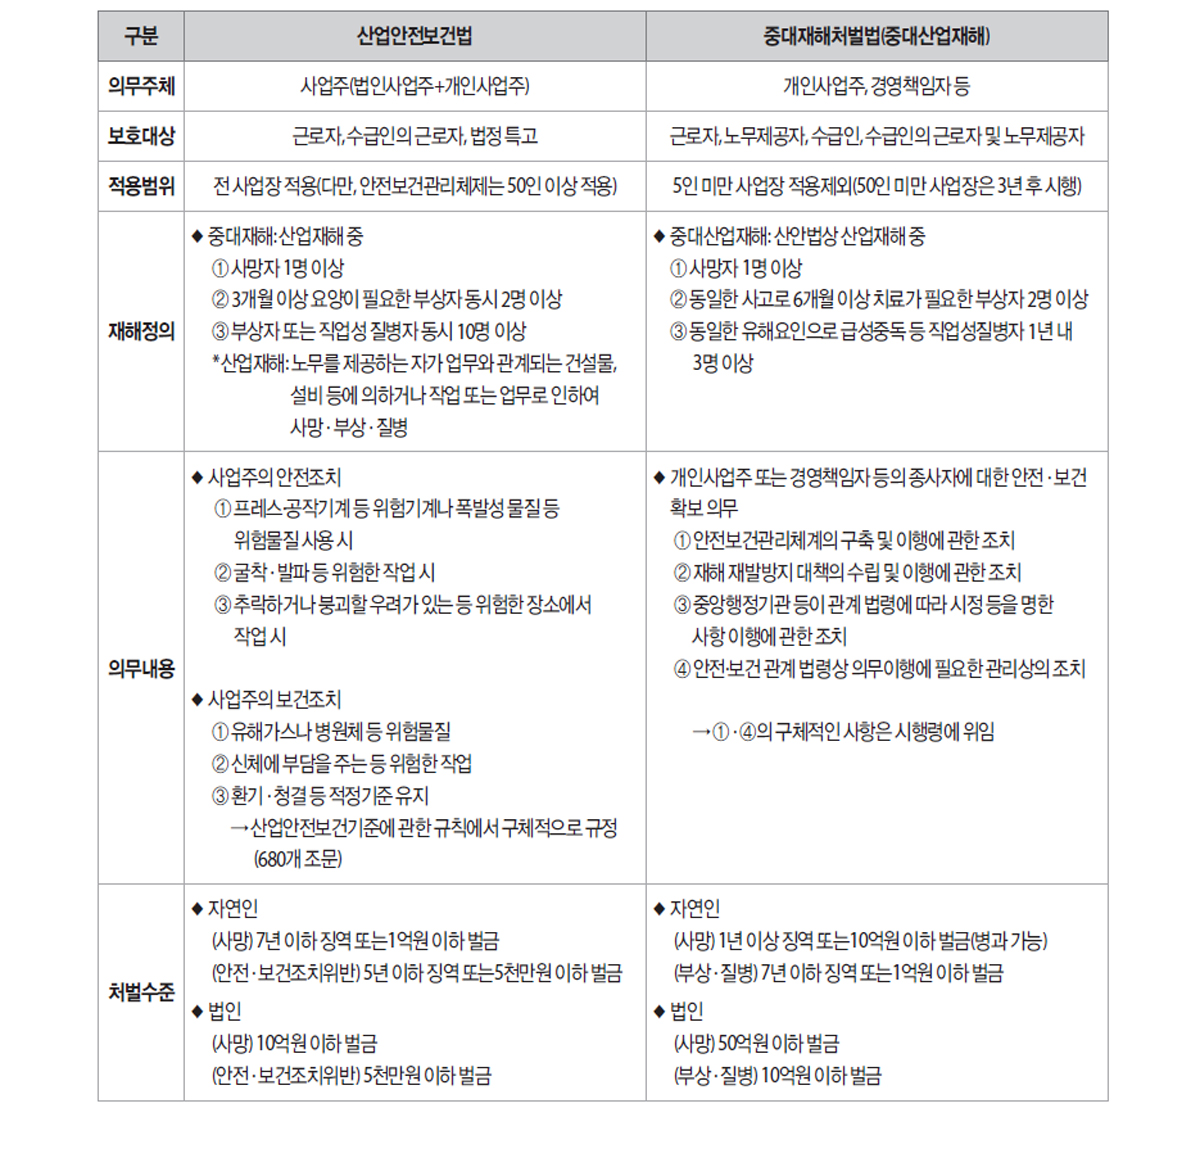 구분 산업안전보건법 중대재해처벌법(중대산업재해)
의무주체 사업주(법인사업주+개인사업주) 개인사업주, 경영책임자 등
보호대상 근로자, 수급인의 근로자, 법정 특고 근로자, 노무제공자, 수급인, 수급인의 근로자 및 노무제공자
적용범위 전 사업장 적용(다만, 안전보건관리체제는 50인 이상 적용) 5인 미만 사업장 적용제외(50인 미만 사업장은 3년 후 시행)
재해정의
◆ 중대재해: 산업재해 중
① 사망자 1명 이상
② 3개월 이상 요양이 필요한 부상자 동시 2명 이상
③ 부상자 또는 직업성 질병자 동시 10명 이상
*산업재해: 노무를 제공하는 자가 업무와 관계되는 건설물,
설비 등에 의하거나 작업 또는 업무로 인하여
사망·부상·질병
◆ 중대산업재해: 산안법상 산업재해 중
① 사망자 1명 이상
② 동일한 사고로 6개월 이상 치료가 필요한 부상자 2명 이상
③ 동일한 유해요인으로 급성중독 등 직업성질병자 1년 내
3명 이상
의무내용
◆ 사업주의 안전조치
① 프레스·공작기계 등 위험기계나 폭발성 물질 등
위험물질 사용 시
② 굴착·발파 등 위험한 작업 시
③ 추락하거나 붕괴할 우려가 있는 등 위험한 장소에서
작업 시
◆ 사업주의 보건조치
① 유해가스나 병원체 등 위험물질
② 신체에 부담을 주는 등 위험한 작업
③ 환기·청결 등 적정기준 유지
→ 산업안전보건기준에 관한 규칙에서 구체적으로 규정
(680개 조문)
◆ 개인사업주 또는 경영책임자 등의 종사자에 대한 안전·보건
확보 의무
① 안전보건관리체계의 구축 및 이행에 관한 조치
② 재해 재발방지 대책의 수립 및 이행에 관한 조치
③ 중앙행정기관 등이 관계 법령에 따라 시정 등을 명한
사항 이행에 관한 조치
④ 안전·보건 관계 법령상 의무이행에 필요한 관리상의 조치
→ ①·④의 구체적인 사항은 시행령에 위임
처벌수준
◆ 자연인
(사망) 7년 이하 징역 또는 1억원 이하 벌금
(안전·보건조치위반) 5년 이하 징역 또는 5천만원 이하 벌금
◆ 법인
(사망) 10억원 이하 벌금
(안전·보건조치위반) 5천만원 이하 벌금
◆ 자연인
(사망) 1년 이상 징역 또는 10억원 이하 벌금(병과 가능)
(부상·질병) 7년 이하 징역 또는 1억원 이하 벌금
◆ 법인
(사망) 50억원 이하 벌금
(부상·질병) 10억원 이하 벌금